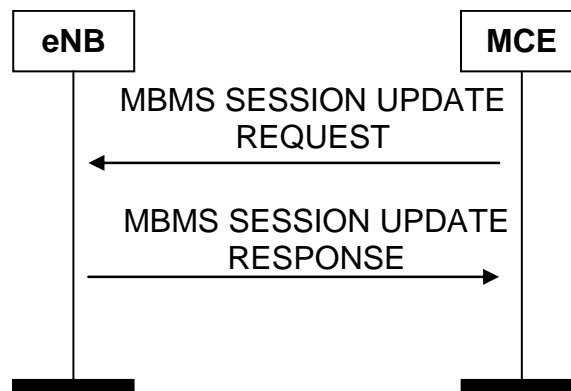 eNB
MCE
MBMS SESSION UPDATE
REQUEST
MBMS SESSION UPDATE
RESPONSE